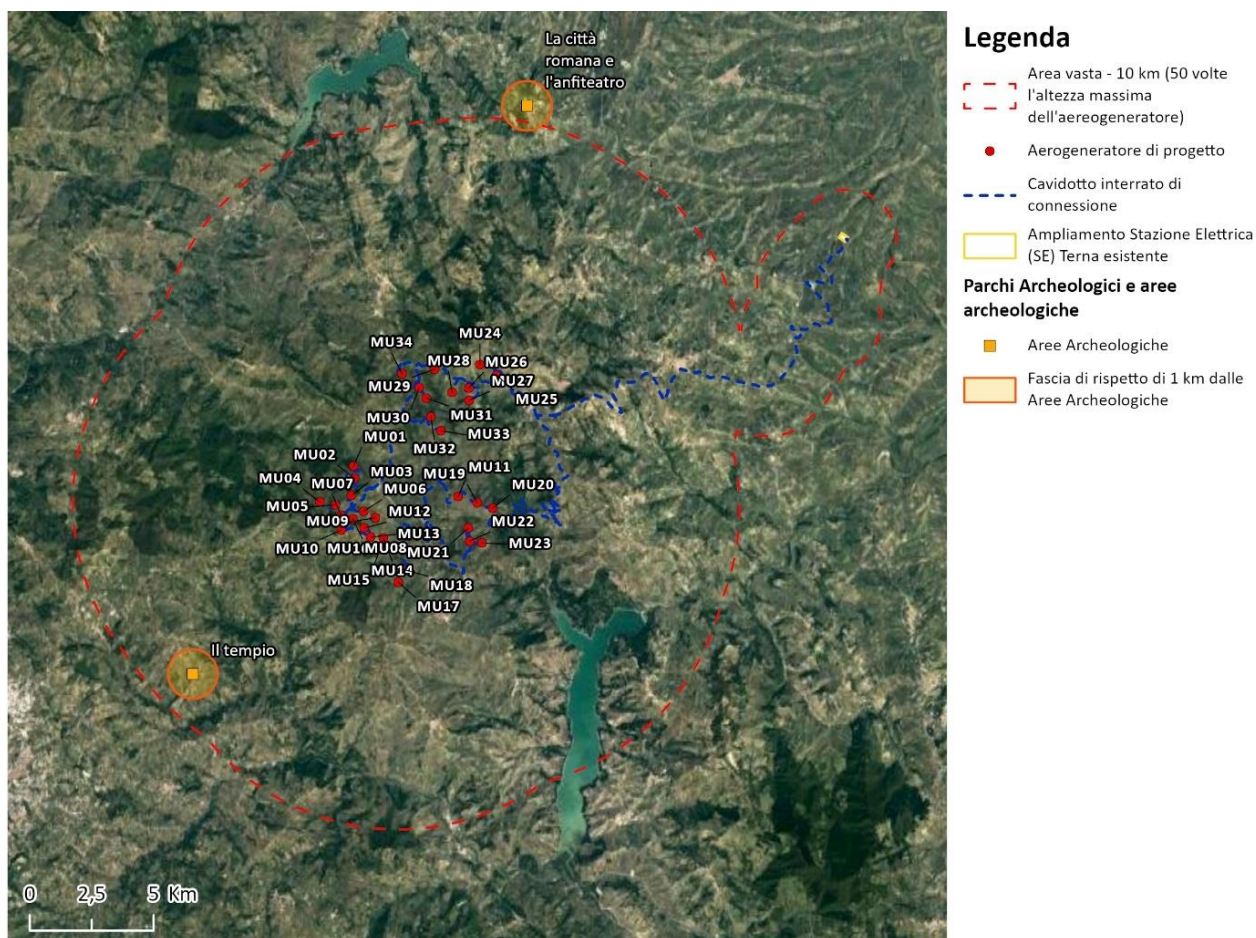 La città
romana e
l'anfiteatro
MU24
MU34
MU28
MU26
MU29
MU27
MU25
MU30
MU31
MU33
MU01
MU32
MU02
MU03
MU19
MU11
MU04
MU07
MU06
MU20
MU05
MU09
MU12
MU22
MU13
MU10
MU08
MU21
MU23
MU14
MU15
MU18
MU17
Il tempio
0 2,5 5 Km
Legenda
Area vasta - 10 km (50 volte
l'altezza massima
dell'aereogeneratore)
Aerogeneratore di progetto
Cavidotto interrato di
connessione
Ampliamento Stazione Elettrica
(SE) Terna esistente
Parchi Archeologici e aree
archeologiche
Aree Archeologiche
Fascia di rispetto di 1 km dalle
Aree Archeologiche